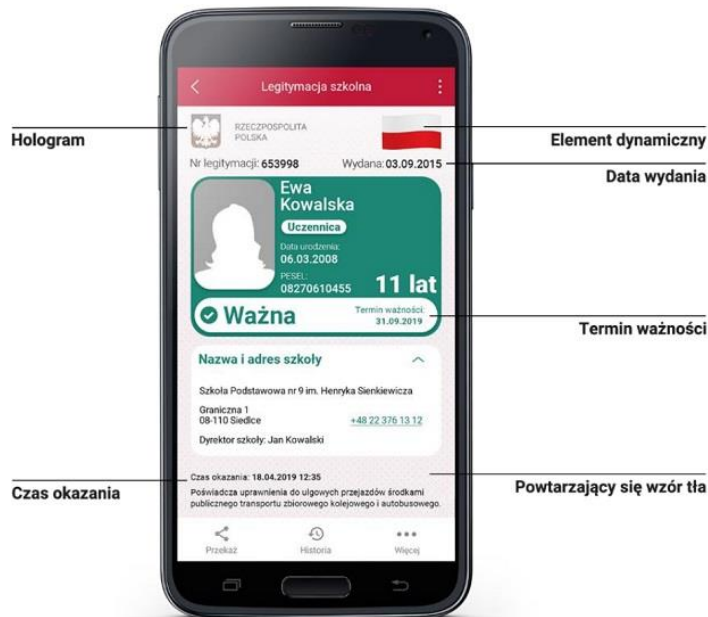 Legitymacja szkolna
RZECZPOSPOLITA
POLSKA
Hologram
Element dynamiczny
Nr legitymacji: 653998 Wydana: 03.09.2015
Data wydania
Ewa
Kowalska
Uczennica
Data urodzenia:
06.03.2008
PESEL:
08270610455
11 lat
Ważna
Termin ważności:
31.09.2019
Termin ważności
Nazwa i adres szkoły
Szkoła Podstawowa nr 9 im. Henryka Sienkiewicza
Graniczna 1
08-110 Siedlce
+48 22 376 13 12
Dyrektor szkoły: Jan Kowalski
Czas okazania: 18.04.2019 12:35
Czas okazania
Powtarzający się wzór tła
Poświadcza uprawnienia do ulgowych przejazdów środkami
publicznego transportu zbiorowego kolejowego i autobusowego.
Przekaż
Historia
Więcej